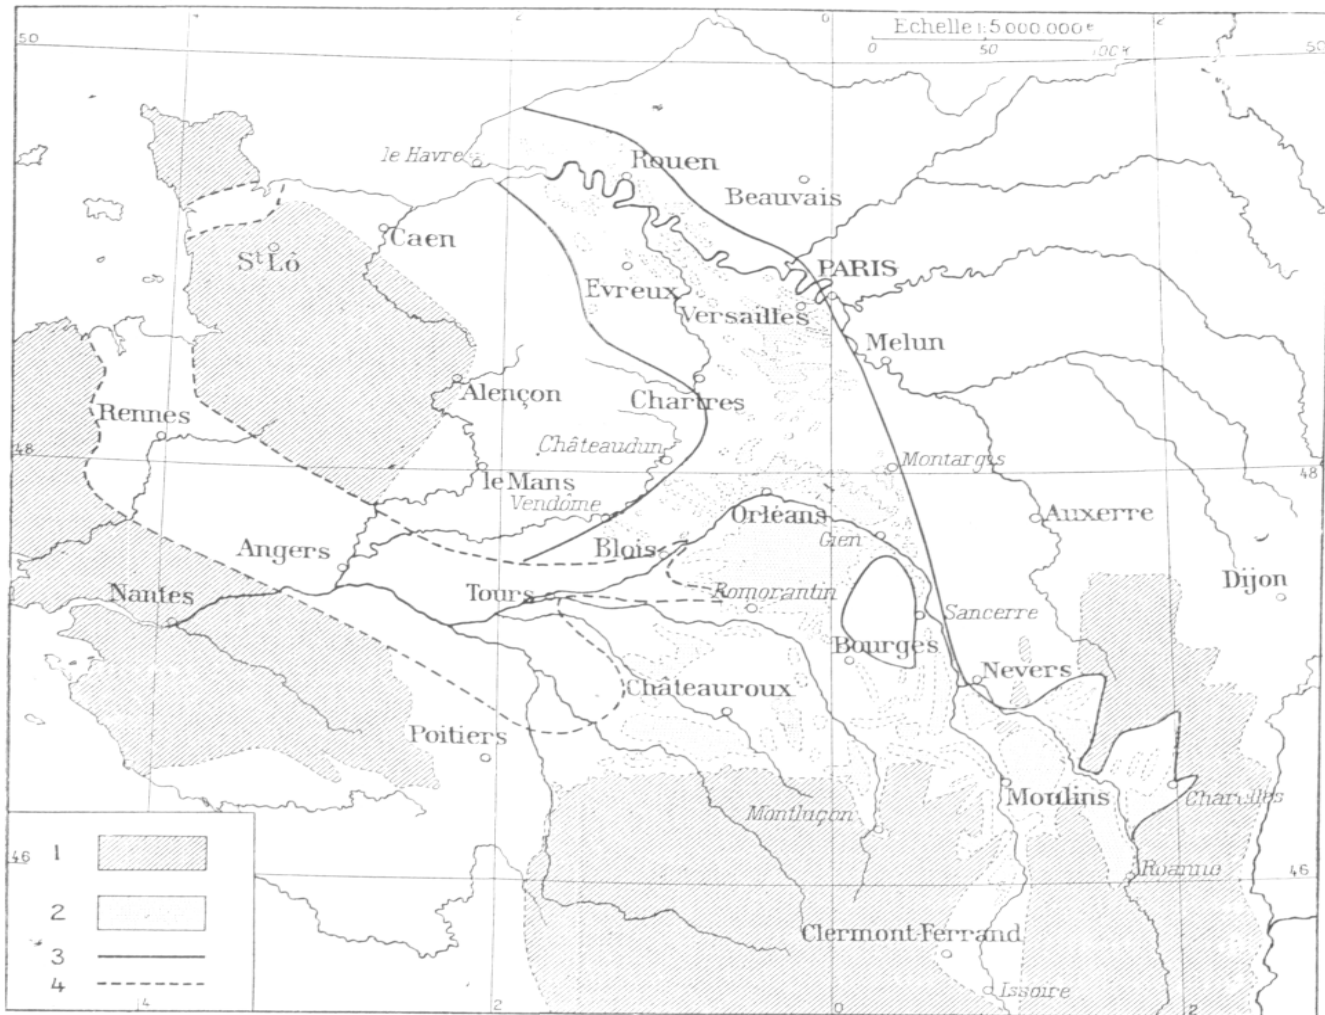 2
0
2
Echelle 1:5 000 000e
0
50
100 K
50
50
le Havre
Rouen
Beauvais
Caen
St Lô
PARIS
Evreux
Versailles
Melun
Alençon
Chartres
Rennes
Châteaudun
48
Montargis
48
le Mans
Vendôme
Orléans
Auxerre
Angers
Blois
Gien
Dijon
Nantes
Tours
Romorantin
Sancerre
Bourges
Nevers
Châteauroux
Poitiers
Moulins
Charolles
Montluçon
1
46
46
Roanne
2
Clermont-Ferrand
3
4
Issoire
4
2
0
2